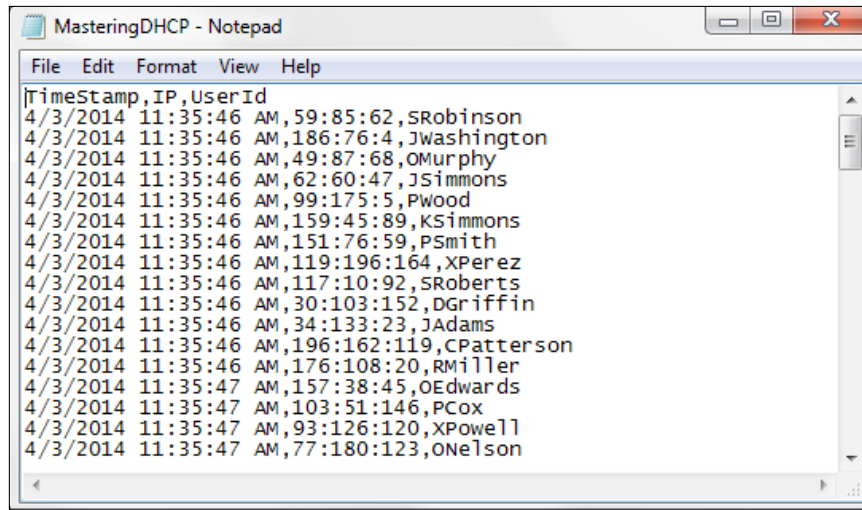 MasteringDHCP - Notepad
File Edit Format View Help
TimeStamp,IP,UserId
4/3/2014 11:35:46 AM,59:85:62,SRobinson
4/3/2014 11:35:46 AM,186:76:4,JWashington
4/3/2014 11:35:46 AM,49:87:68,OMurphy
4/3/2014 11:35:46 AM,62:60:47,JSimmons
4/3/2014 11:35:46 AM,99:175:5,PWood
4/3/2014 11:35:46 AM,159:45:89,KSimmons
4/3/2014 11:35:46 AM,151:76:59,PSmith
4/3/2014 11:35:46 AM,119:196:164,XPerez
4/3/2014 11:35:46 AM,117:10:92,SRoberts
4/3/2014 11:35:46 AM,30:103:152,DGriffin
4/3/2014 11:35:46 AM,34:133:23,JAdams
4/3/2014 11:35:46 AM,196:162:119,CPatterson
4/3/2014 11:35:46 AM,176:108:20,RMiller
4/3/2014 11:35:47 AM,157:38:45,OEdwards
4/3/2014 11:35:47 AM,103:51:146,PCox
4/3/2014 11:35:47 AM,93:126:120,XPowell
4/3/2014 11:35:47 AM,77:180:123,ONelson